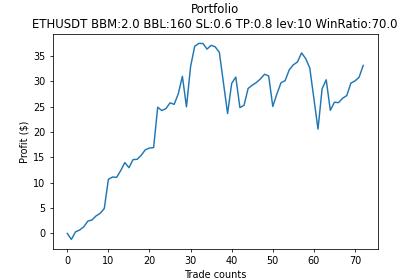 Portfolio
ETHUSDT BBM:2.0 BBL:160 SL:0.6 TP:0.8 lev:10 WinRatio:70.0
Profit ($)
35
30
25
20
15
10
5
0
0 10 20 30 40 50 60 70
Trade counts